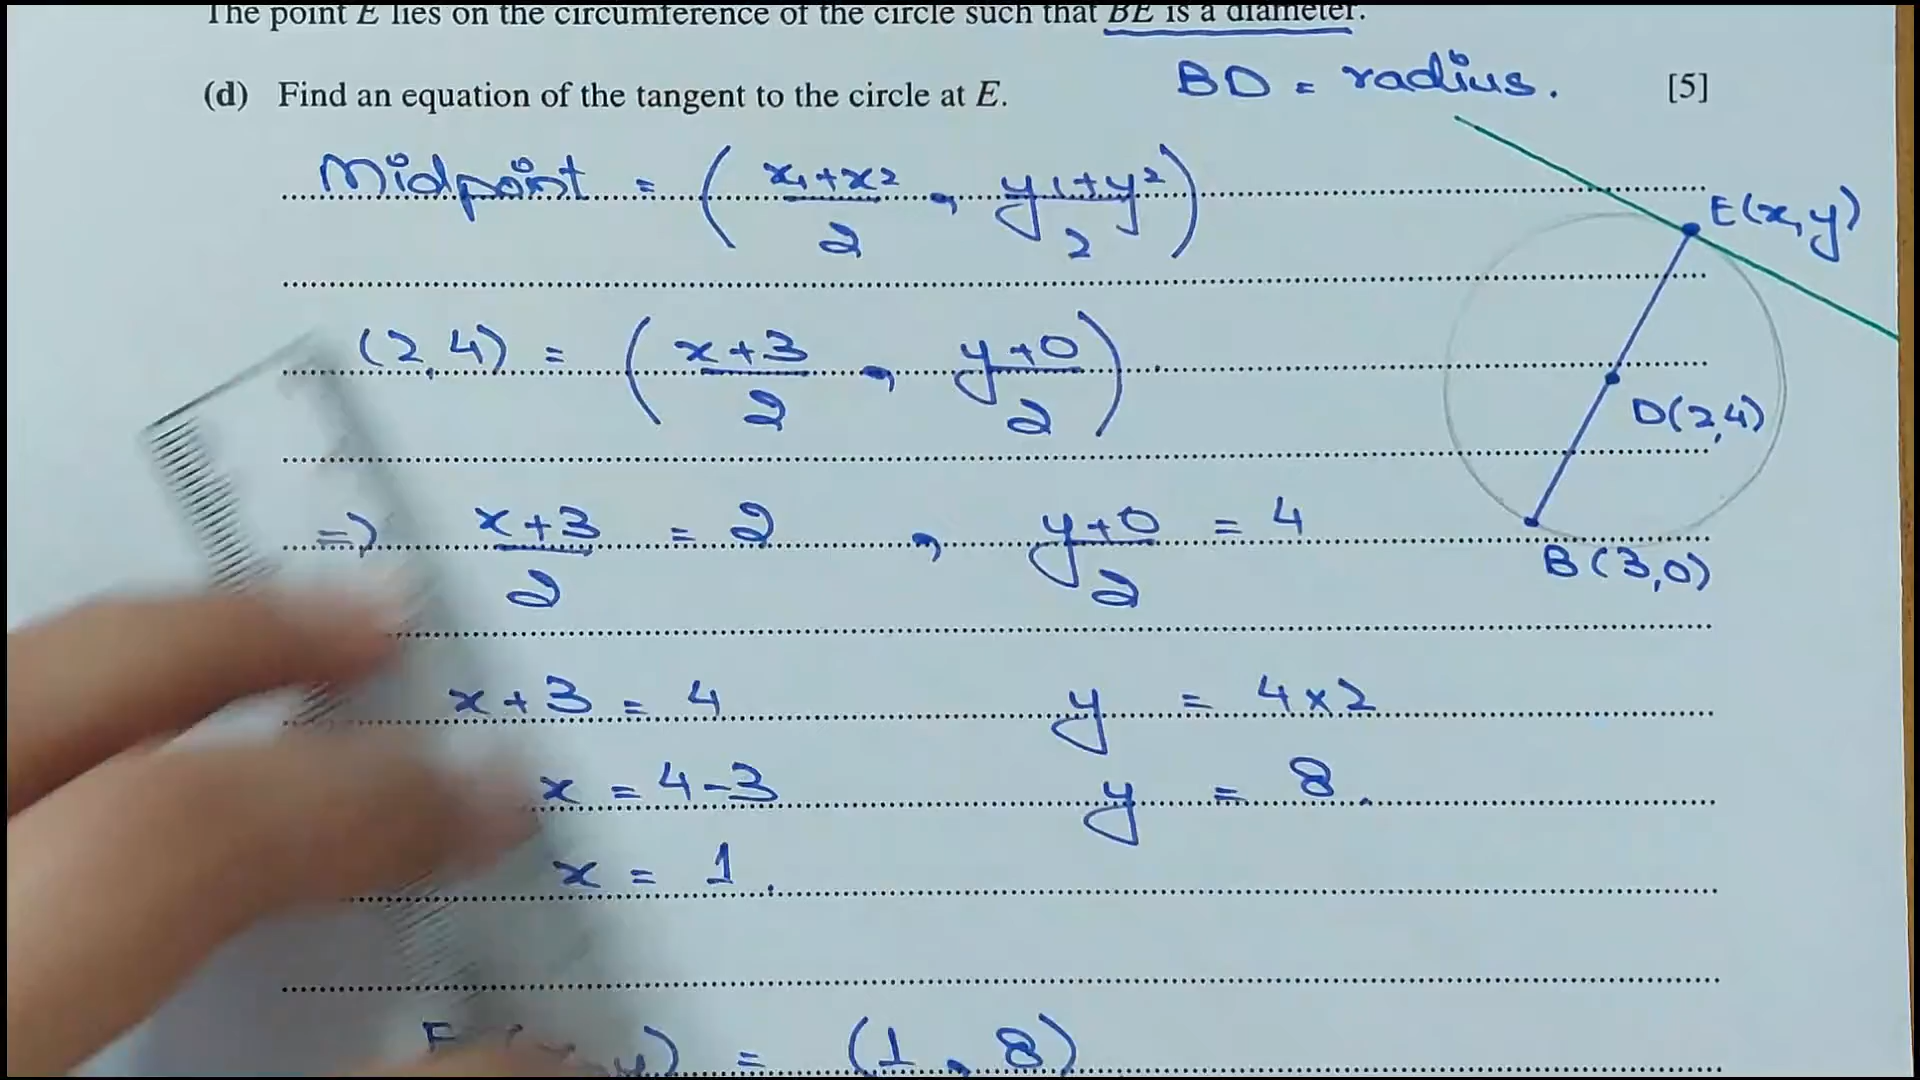 The point E lies on the circumference of the circle such that BE is a diameter.
(d) Find an equation of the tangent to the circle at E. [5]
BD = radius.
Midpoint = ( x1+x2 / 2 , y1+y2 / 2 )
E(x,y)
(2,4) = ( x+3 / 2 , y+0 / 2 )
D(2,4)
=> x+3 / 2 = 2 , y+0 / 2 = 4
B(3,0)
x+3 = 4 y = 4×2
x = 4-3 y = 8.
x = 1.
y) = (1, 8)